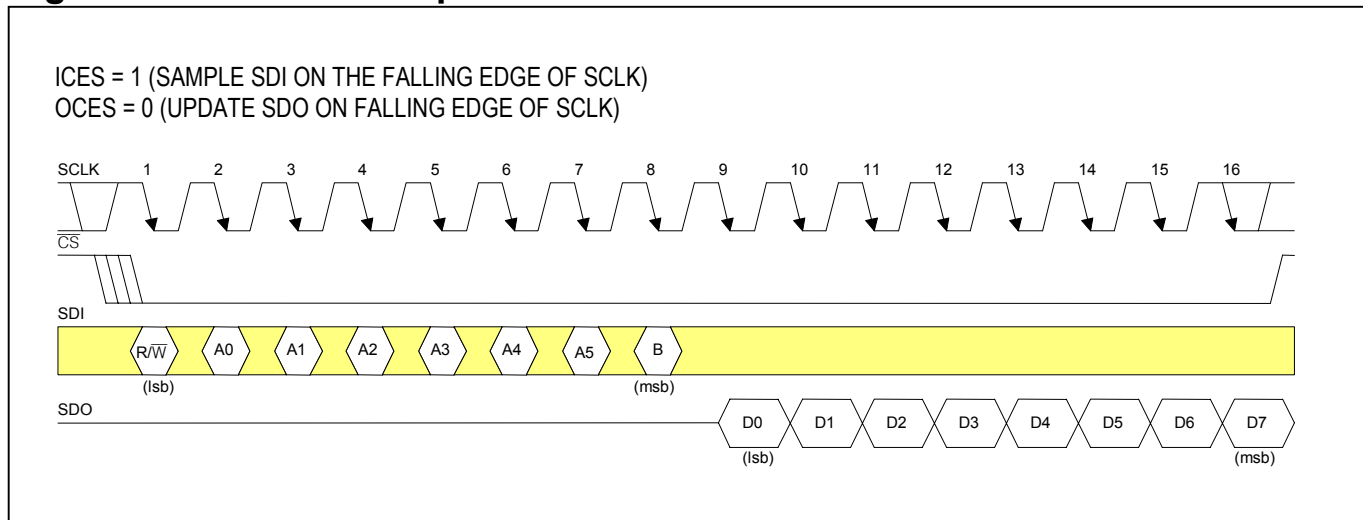 ICES = 1 (SAMPLE SDI ON THE FALLING EDGE OF SCLK)
OCES = 0 (UPDATE SDO ON FALLING EDGE OF SCLK)
SCLK 1 2 3 4 5 6 7 8 9 10 11 12 13 14 15 16
C̅S̅
SDI
R/W̅ A0 A1 A2 A3 A4 A5 B
(lsb) (msb)
SDO
D0 D1 D2 D3 D4 D5 D6 D7
(lsb) (msb)